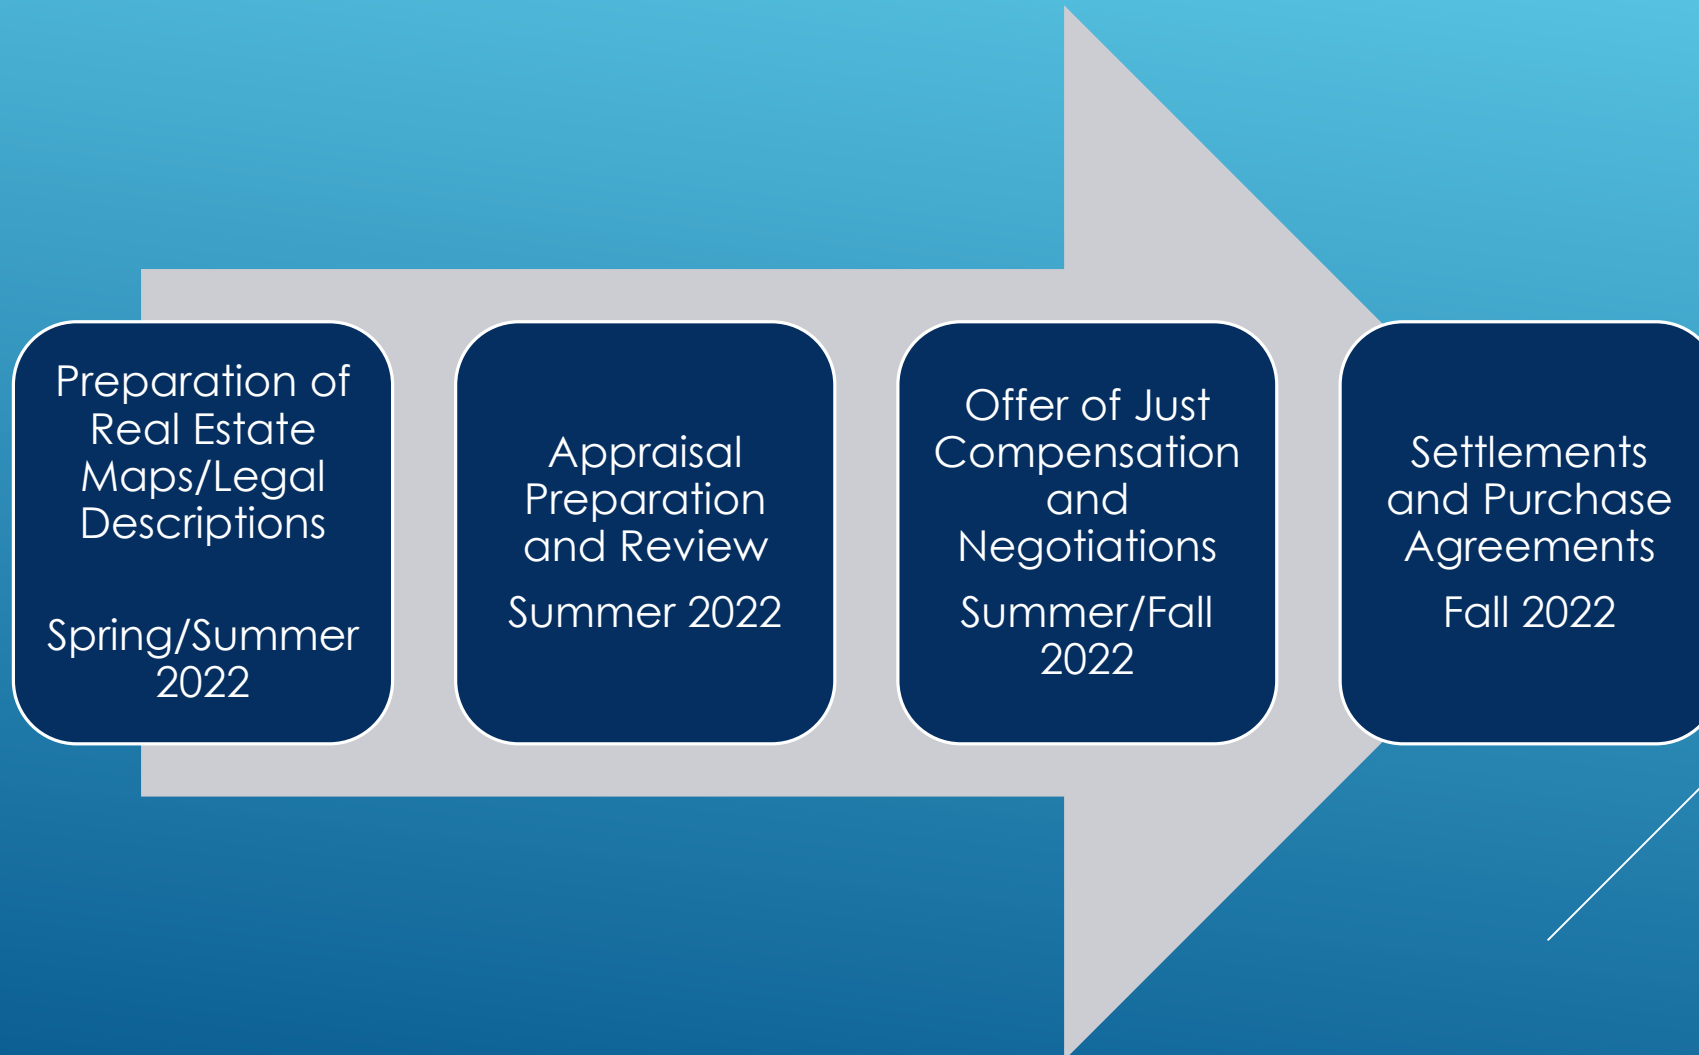 Preparation of
Real Estate
Maps/Legal
Descriptions
Spring/Summer
2022
Appraisal
Preparation
and Review
Summer 2022
Offer of Just
Compensation
and
Negotiations
Summer/Fall
2022
Settlements
and Purchase
Agreements
Fall 2022